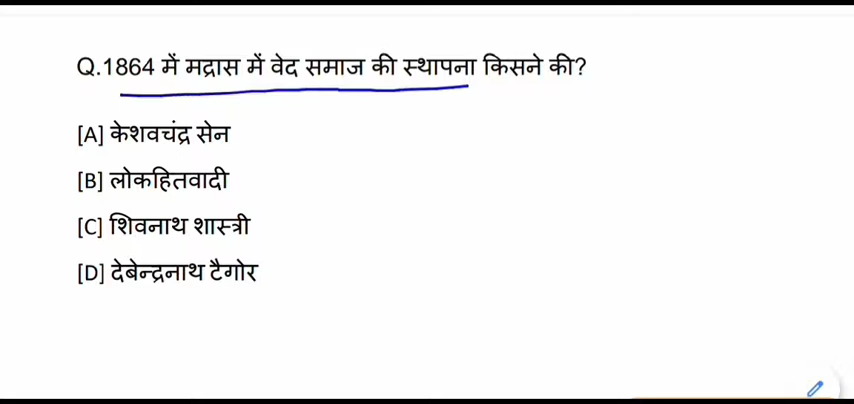 Q.1864 में मद्रास में वेद समाज की स्थापना किसने की?
[A] केशवचंद्र सेन
[B] लोकहितवादी
[C] शिवनाथ शास्त्री
[D] देबेन्द्रनाथ टैगोर